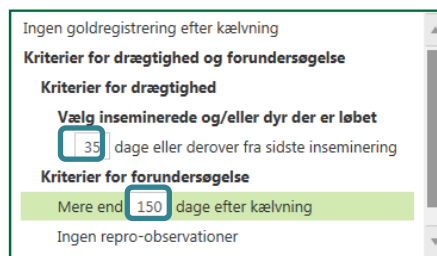 Ingen goldregistrering efter kælvning
Kriterier for drægtighed og forundersøgelse
Kriterier for drægtighed
Vælg inseminerede og/eller dyr der er løbet
35 dage eller derover fra sidste inseminering
Kriterier for forundersøgelse
Mere end 150 dage efter kælvning
Ingen repro-observationer